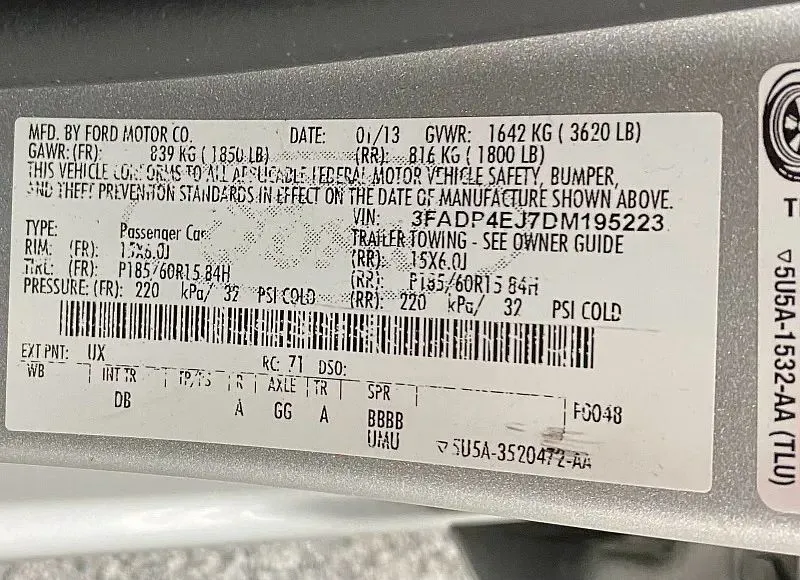 MFD. BY FORD MOTOR CO. DATE: 01/13 GVWR: 1642 KG ( 3620 LB)
GAWR: (FR): 839 KG ( 1850 LB) (RR): 816 KG ( 1800 LB)
THIS VEHICLE CONFORMS TO ALL APPLICABLE FEDERAL MOTOR VEHICLE SAFETY, BUMPER,
AND THEFT PREVENTION STANDARDS IN EFFECT ON THE DATE OF MANUFACTURE SHOWN ABOVE.
VIN: 3FADP4EJ7DM195223
TYPE: Passenger Car TRAILER TOWING - SEE OWNER GUIDE
RIM: (FR): 15X6.0J (RR): 15X6.0J
TIRE: (FR): P185/60R15 84H (RR): P185/60R15 84H
PRESSURE: (FR): 220 kPa/ 32 PSI COLD (RR): 220 kPa/ 32 PSI COLD
EXT PNT: UX RC: 71 DSO:
WB INT TR TP/PS R AXLE TR SPR
DB A GG A BBBB F0048
UMU ▽5U5A-3520472-AA
▽5U5A-1532-AA (TLU)